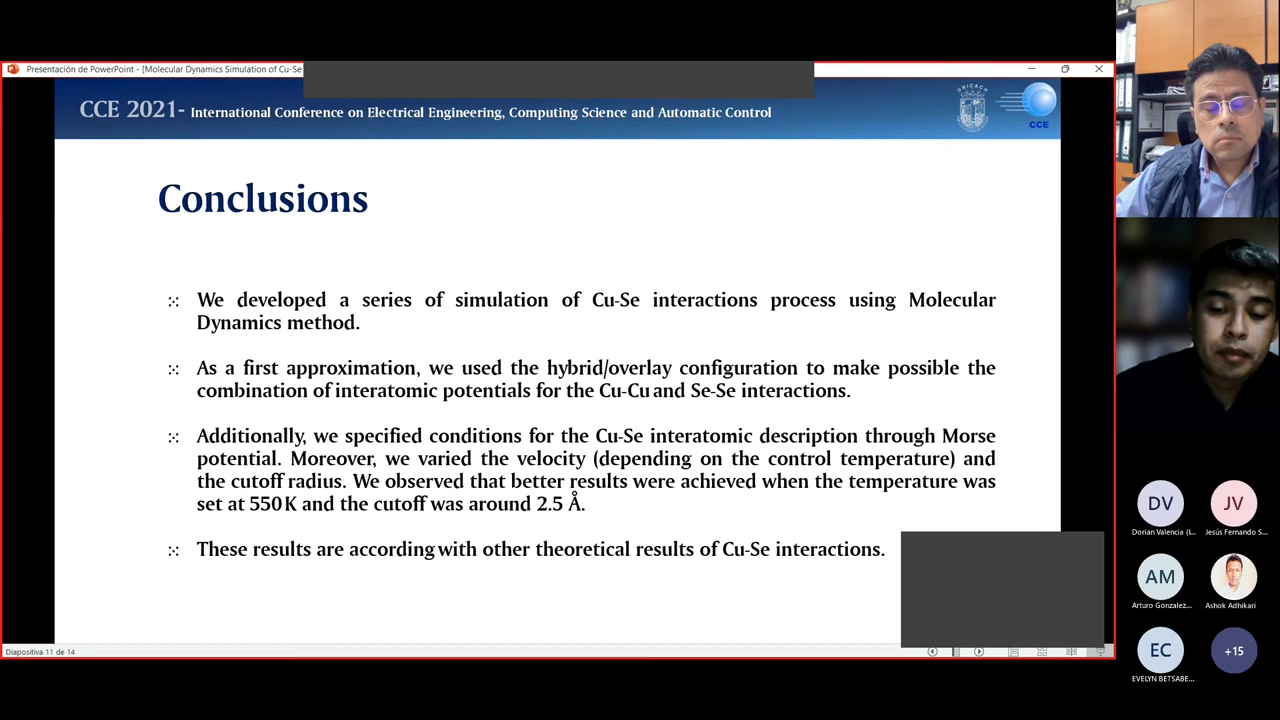 Presentación de PowerPoint - [Molecular Dynamics Simulation of Cu-Se
CCE 2021- International Conference on Electrical Engineering, Computing Science and Automatic Control
UNICACH
CCE
Conclusions
We developed a series of simulation of Cu-Se interactions process using Molecular
Dynamics method.
As a first approximation, we used the hybrid/overlay configuration to make possible the
combination of interatomic potentials for the Cu-Cu and Se-Se interactions.
Additionally, we specified conditions for the Cu-Se interatomic description through Morse
potential. Moreover, we varied the velocity (depending on the control temperature) and
the cutoff radius. We observed that better results were achieved when the temperature was
set at 550 K and the cutoff was around 2.5 Å.
These results are according with other theoretical results of Cu-Se interactions.
Diapositiva 11 de 14
DV
Dorian Valencia (I...
JV
Jesús Fernando S...
AM
Arturo Gonzalez...
Ashok Adhikari
EC
EVELYN BETSABE...
+15